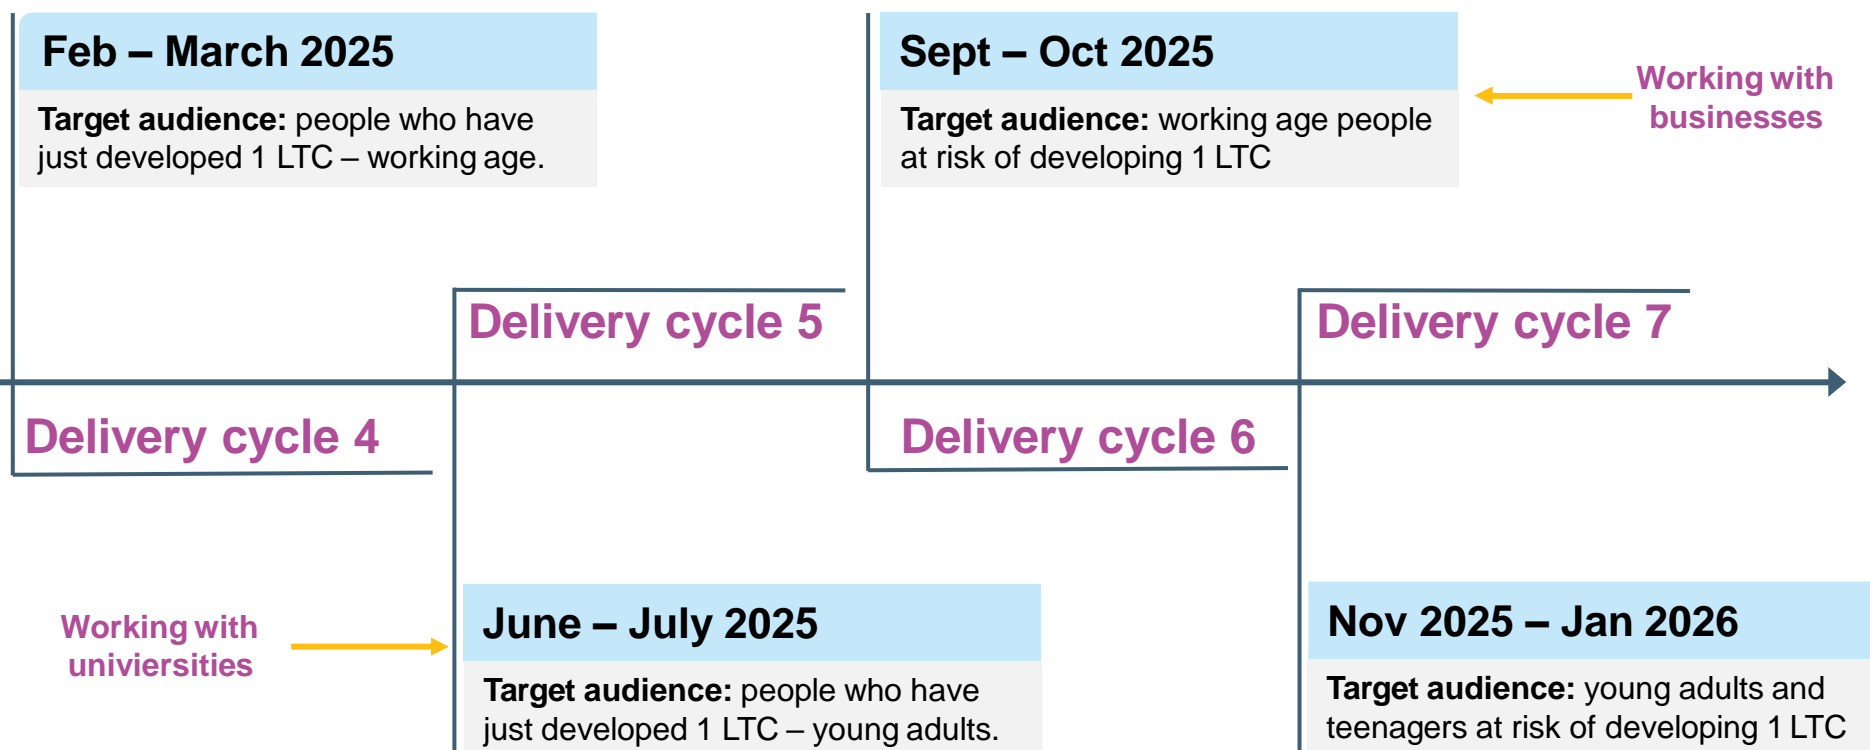 Feb – March 2025
Target audience: people who have
just developed 1 LTC – working age.
Sept – Oct 2025
Target audience: working age people
at risk of developing 1 LTC
Working with
businesses
Delivery cycle 5
Delivery cycle 7
Delivery cycle 4
Delivery cycle 6
Working with
univiersities
June – July 2025
Target audience: people who have
just developed 1 LTC – young adults.
Nov 2025 – Jan 2026
Target audience: young adults and
teenagers at risk of developing 1 LTC